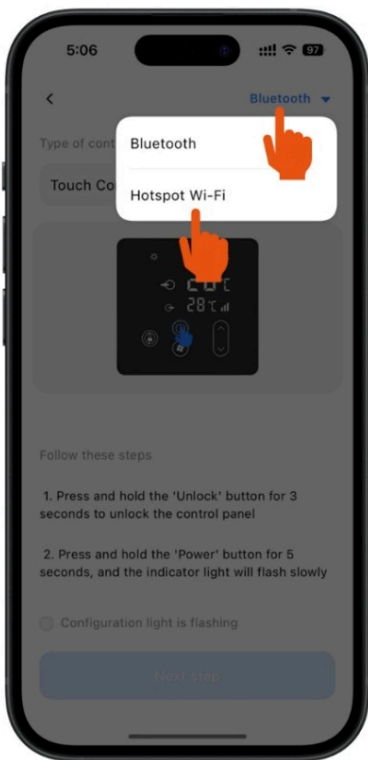 5:06
97
Bluetooth
Type of cont
Bluetooth
Touch Co
Hotspot Wi-Fi
28℃
Follow these steps
1. Press and hold the 'Unlock' button for 3
seconds to unlock the control panel
2. Press and hold the 'Power' button for 5
seconds, and the indicator light will flash slowly
Configuration light is flashing
Next step